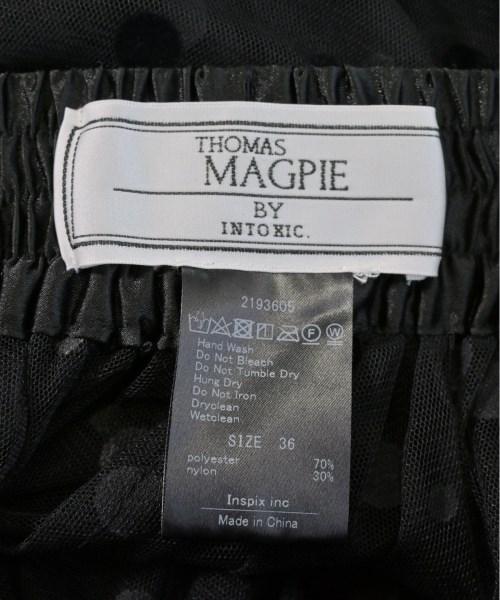 THOMAS
MAGPIE
BY
INTOXIC.
2193605
Hand Wash
Do Not Bleach
Do Not Tumble Dry
Hung Dry
Do Not Iron
Dryclean
Wetclean
SIZE 36
polyester 70%
nylon 30%
Inspix inc
Made in China